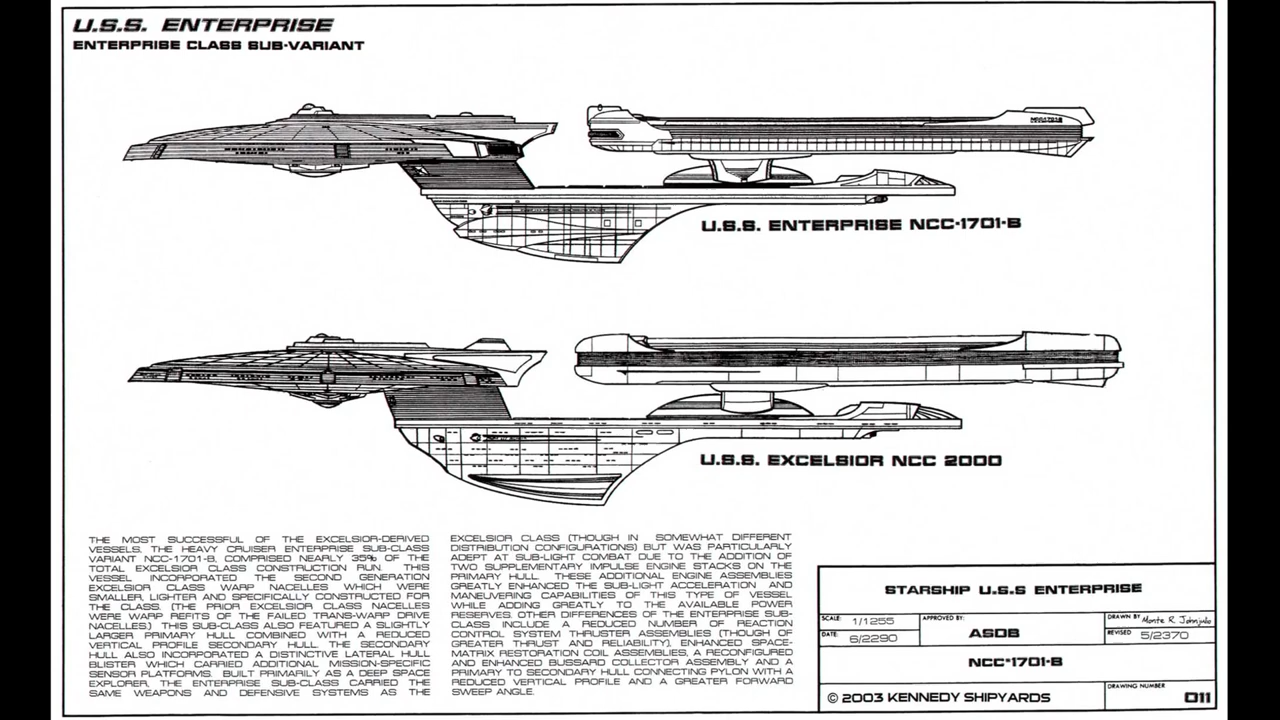 U.S.S. ENTERPRISE
ENTERPRISE CLASS SUB-VARIANT
U.S.S. ENTERPRISE NCC-1701-B
U.S.S. EXCELSIOR NCC 2000
THE MOST SUCCESSFUL OF THE EXCELSIOR-DERIVED
VESSELS, THE HEAVY CRUISER ENTERPRISE SUB-CLASS
VARIANT NCC-1701-B, COMPRISED NEARLY 35% OF THE
TOTAL EXCELSIOR CLASS CONSTRUCTION RUN. THIS
VESSEL INCORPORATED THE SECOND GENERATION
EXCELSIOR CLASS WARP NACELLES WHICH WERE
SMALLER, LIGHTER AND SPECIFICALLY CONSTRUCTED FOR
THE CLASS. (THE PRIOR EXCELSIOR CLASS NACELLES
WERE WARP REFITS OF THE FAILED TRANS-WARP DRIVE
NACELLES.) THIS SUB-CLASS ALSO FEATURED A SLIGHTLY
LARGER PRIMARY HULL COMBINED WITH A REDUCED
VERTICAL PROFILE SECONDARY HULL. THE SECONDARY
HULL ALSO INCORPORATED A DISTINCTIVE LATERAL HULL
BLISTER WHICH CARRIED ADDITIONAL MISSION-SPECIFIC
SENSOR PLATFORMS. BUILT PRIMARILY AS A DEEP SPACE
EXPLORER, THE ENTERPRISE SUB-CLASS CARRIED THE
SAME WEAPONS AND DEFENSIVE SYSTEMS AS THE
EXCELSIOR CLASS (THOUGH IN SOMEWHAT DIFFERENT
DISTRIBUTION CONFIGURATIONS) BUT WAS PARTICULARLY
ADEPT AT SUB-LIGHT COMBAT DUE TO THE ADDITION OF
TWO SUPPLEMENTARY IMPULSE ENGINE STACKS ON THE
PRIMARY HULL. THESE ADDITIONAL ENGINE ASSEMBLIES
GREATLY ENHANCED THE SUB-LIGHT ACCELERATION AND
MANEUVERING CAPABILITIES OF THIS TYPE OF VESSEL
WHILE ADDING GREATLY TO THE AVAILABLE POWER
RESERVES. OTHER DIFFERENCES OF THE ENTERPRISE SUB-
CLASS INCLUDE A REDUCED NUMBER OF REACTION
CONTROL SYSTEM THRUSTER ASSEMBLIES (THOUGH OF
GREATER THRUST AND RELIABILITY), ENHANCED SPACE-
MATRIX RESTORATION COIL ASSEMBLIES, A RECONFIGURED
AND ENHANCED BUSSARD COLLECTOR ASSEMBLY AND A
PRIMARY TO SECONDARY HULL CONNECTING PYLON WITH A
REDUCED VERTICAL PROFILE AND A GREATER FORWARD
SWEEP ANGLE.
STARSHIP U.S.S ENTERPRISE
SCALE: 1/1255
DATE: 6/2290
APPROVED BY:
ASDB
DRAWN BY
REVISED 5/2370
NCC-1701-B
© 2003 KENNEDY SHIPYARDS
DRAWING NUMBER
011